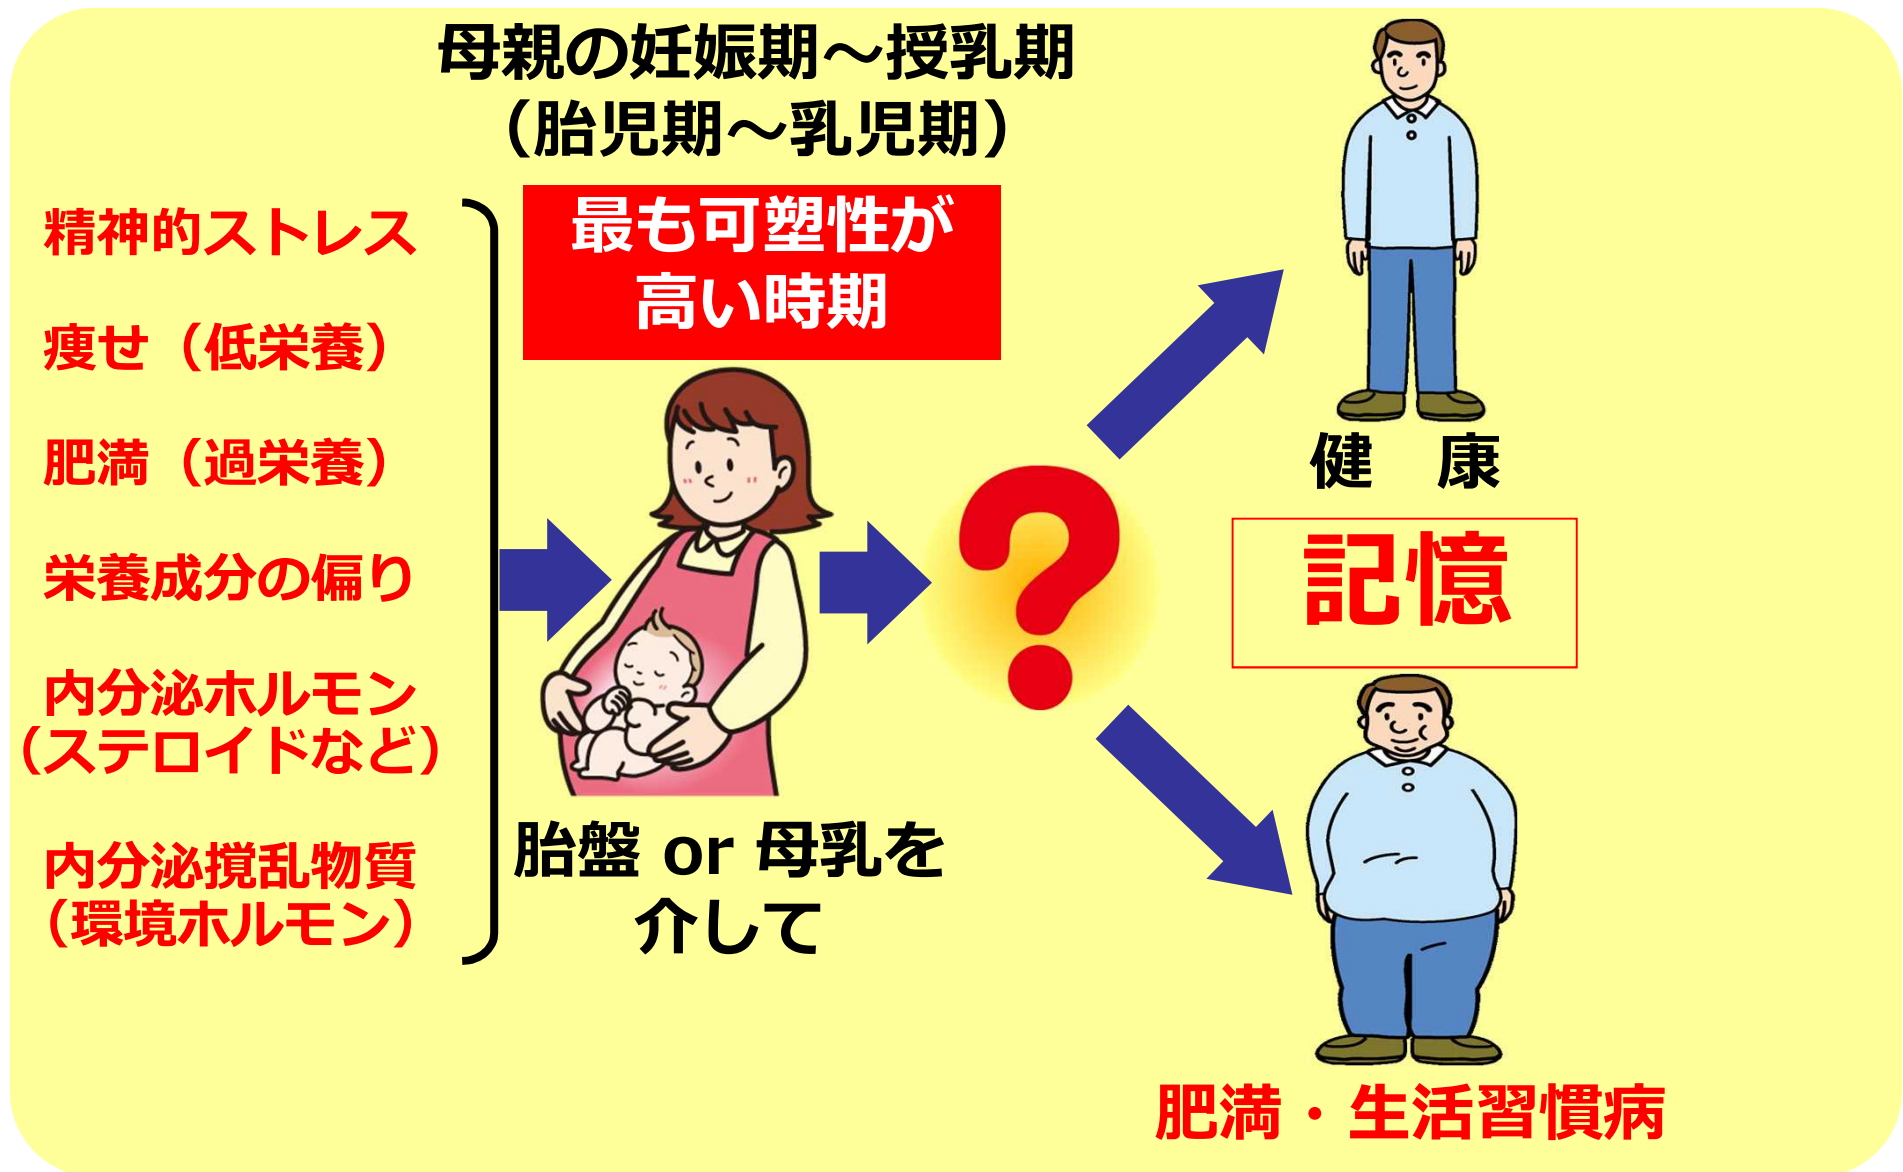 母親の妊娠期～授乳期
（胎児期～乳児期）
最も可塑性が
高い時期
精神的ストレス
痩せ（低栄養）
肥満（過栄養）
栄養成分の偏り
内分泌ホルモン
（ステロイドなど）
内分泌撹乱物質
（環境ホルモン）
胎盤 or 母乳を
介して
?
健　康
記憶
肥満・生活習慣病